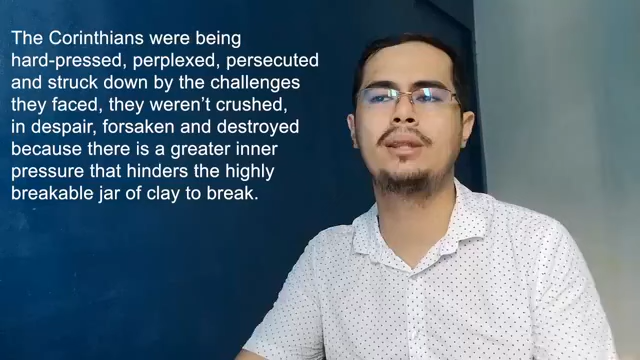 The Corinthians were being
hard-pressed, perplexed, persecuted
and struck down by the challenges
they faced, they weren’t crushed,
in despair, forsaken and destroyed
because there is a greater inner
pressure that hinders the highly
breakable jar of clay to break.